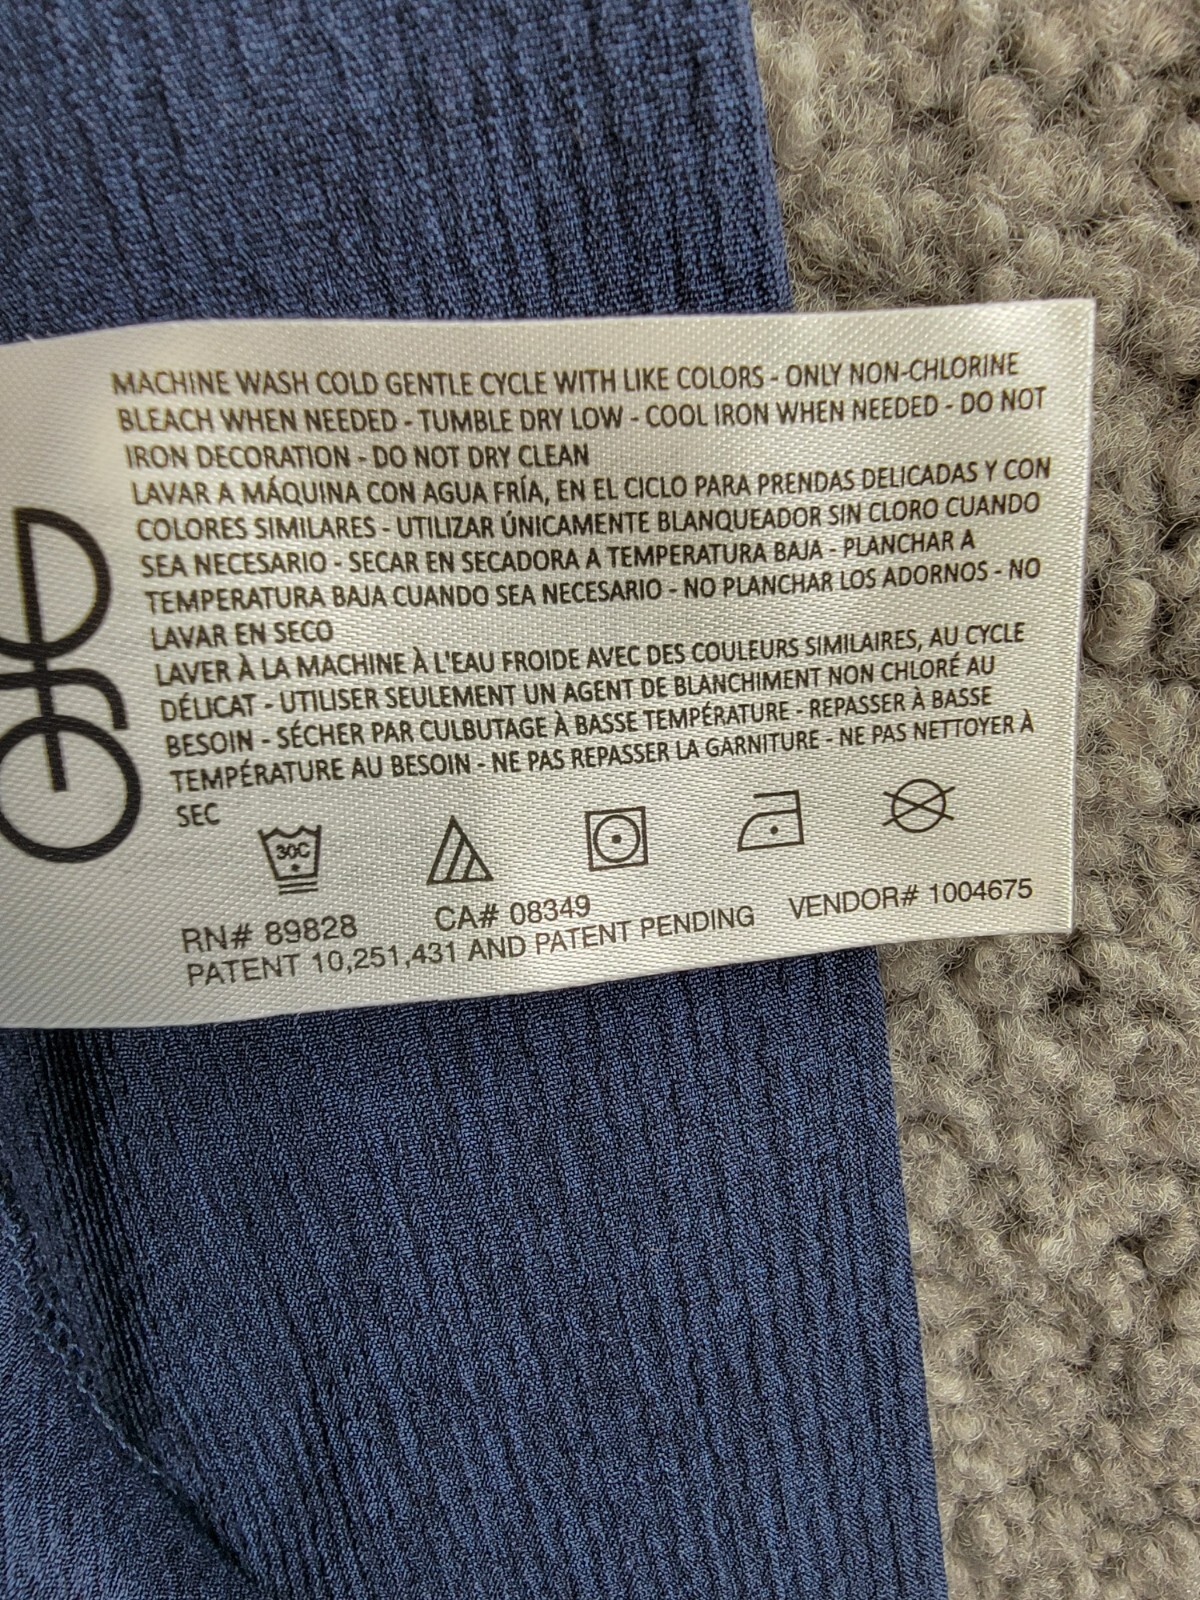 MACHINE WASH COLD GENTLE CYCLE WITH LIKE COLORS - ONLY NON-CHLORINE
BLEACH WHEN NEEDED - TUMBLE DRY LOW - COOL IRON WHEN NEEDED - DO NOT
IRON DECORATION - DO NOT DRY CLEAN
LAVAR A MÁQUINA CON AGUA FRÍA, EN EL CICLO PARA PRENDAS DELICADAS Y CON
COLORES SIMILARES - UTILIZAR ÚNICAMENTE BLANQUEADOR SIN CLORO CUANDO
SEA NECESARIO - SECAR EN SECADORA A TEMPERATURA BAJA - PLANCHAR A
TEMPERATURA BAJA CUANDO SEA NECESARIO - NO PLANCHAR LOS ADORNOS - NO
LAVAR EN SECO
LAVER À LA MACHINE À L'EAU FROIDE AVEC DES COULEURS SIMILAIRES, AU CYCLE
DÉLICAT - UTILISER SEULEMENT UN AGENT DE BLANCHIMENT NON CHLORÉ AU
BESOIN - SÉCHER PAR CULBUTAGE À BASSE TEMPÉRATURE - REPASSER À BASSE
TEMPÉRATURE AU BESOIN - NE PAS REPASSER LA GARNITURE - NE PAS NETTOYER À
SEC
30C
RN# 89828 CA# 08349 VENDOR# 1004675
PATENT 10,251,431 AND PATENT PENDING